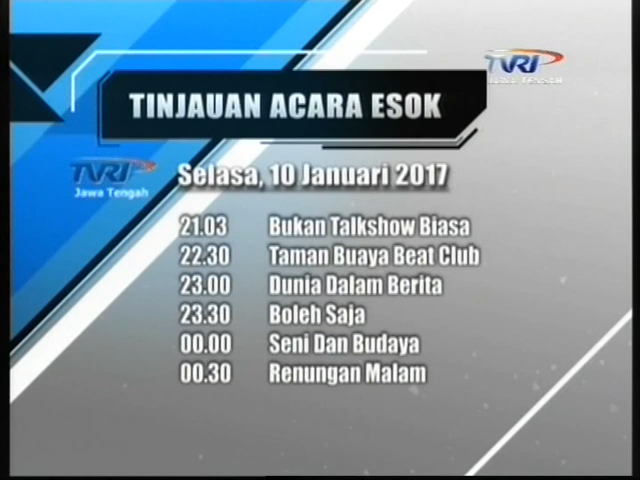 TVRI
JAWA TENGAH
TINJAUAN ACARA ESOK
TVRI
Jawa Tengah
Selasa, 10 Januari 2017
21.03 Bukan Talkshow Biasa
22.30 Taman Buaya Beat Club
23.00 Dunia Dalam Berita
23.30 Boleh Saja
00.00 Seni Dan Budaya
00.30 Renungan Malam